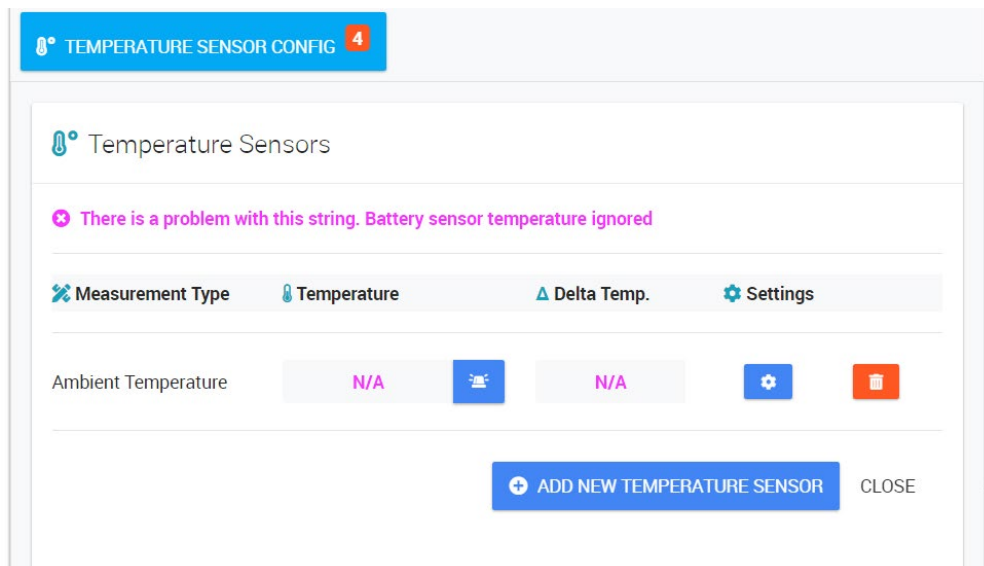 TEMPERATURE SENSOR CONFIG 4
Temperature Sensors
There is a problem with this string. Battery sensor temperature ignored
Measurement Type Temperature Δ Delta Temp. Settings
Ambient Temperature N/A N/A
ADD NEW TEMPERATURE SENSOR CLOSE